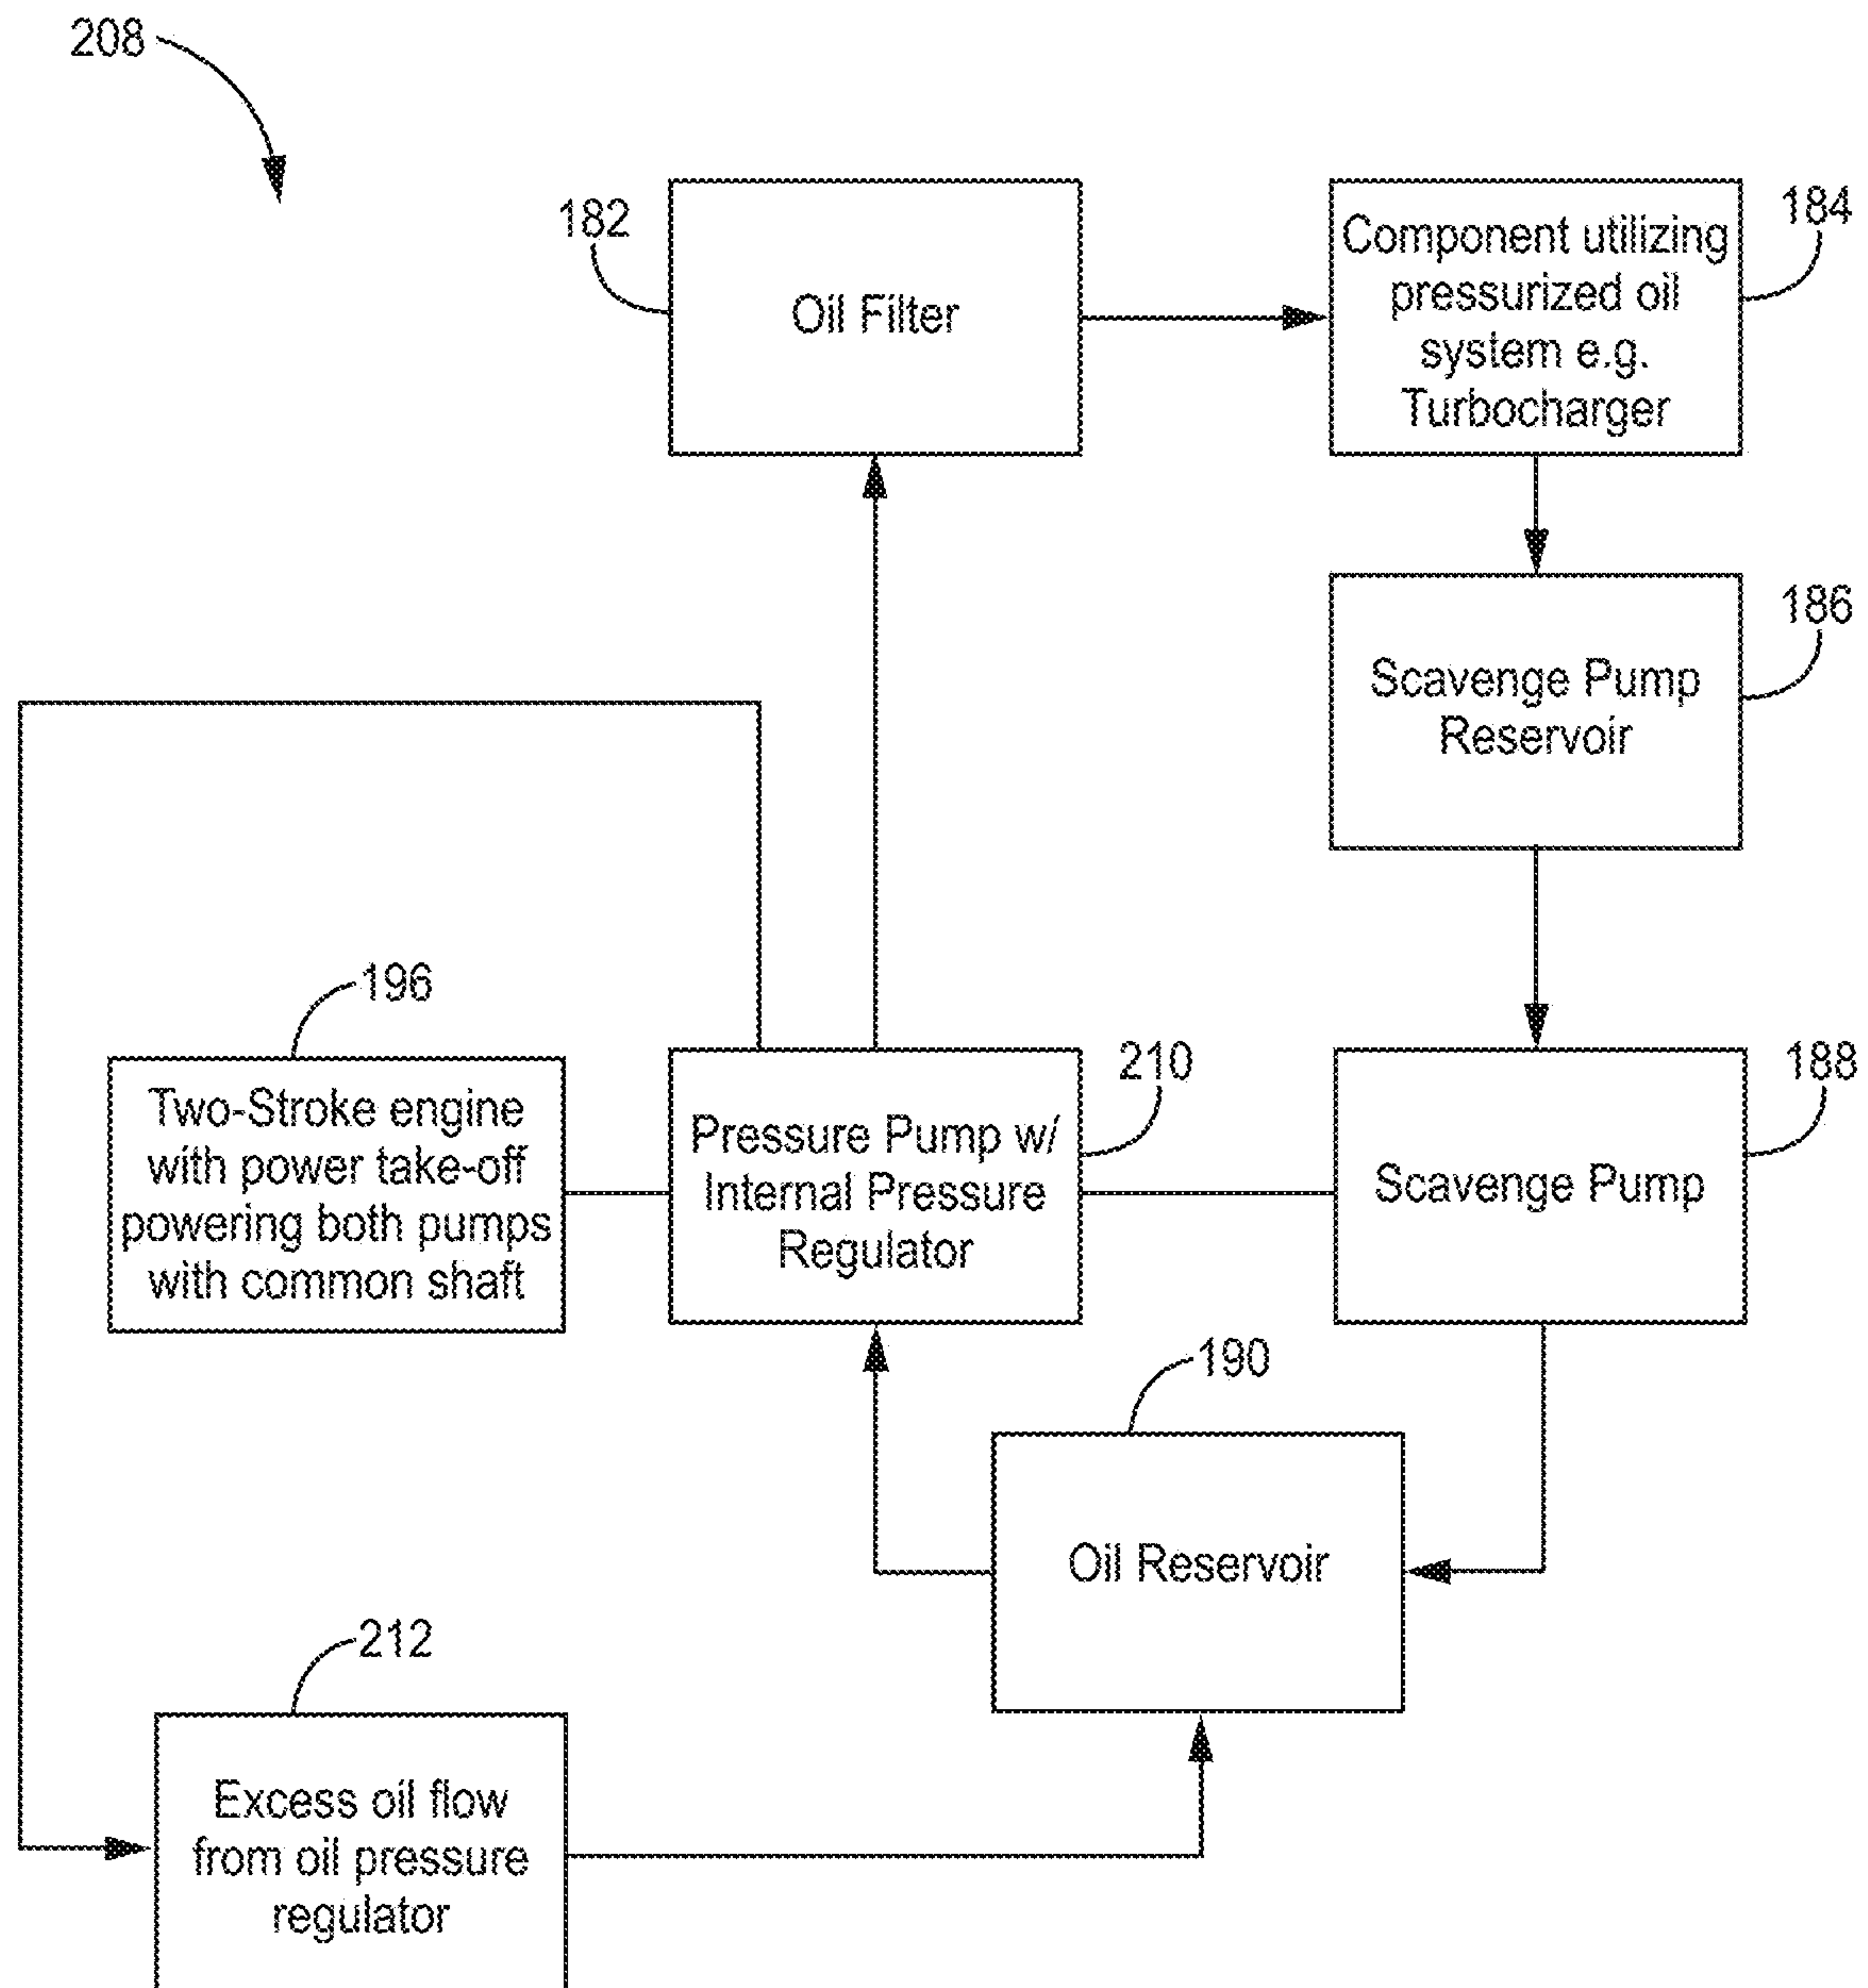 208
182
Oil Filter
184
Component utilizing
pressurized oil
system e.g.
Turbocharger
186
Scavenge Pump
Reservoir
196
Two-Stroke engine
with power take-off
powering both pumps
with common shaft
210
Pressure Pump w/
Internal Pressure
Regulator
188
Scavenge Pump
190
Oil Reservoir
212
Excess oil flow
from oil pressure
regulator